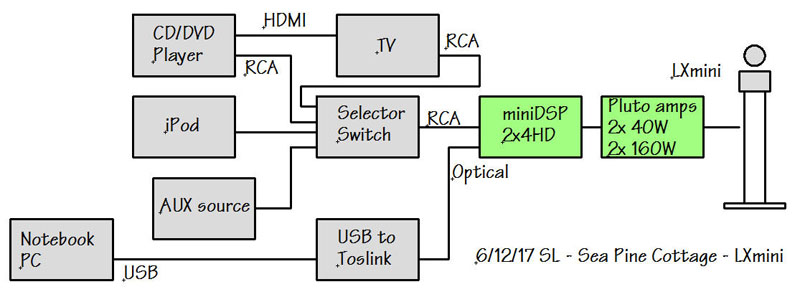 HDMI
CD/DVD
Player
TV
RCA
RCA
LXmini
iPod
Selector
Switch
RCA
miniDSP
2x4HD
Pluto amps
2x 40W
2x 160W
Optical
AUX source
Notebook
PC
USB
USB to
Toslink
6/12/17 SL - Sea Pine Cottage - LXmini